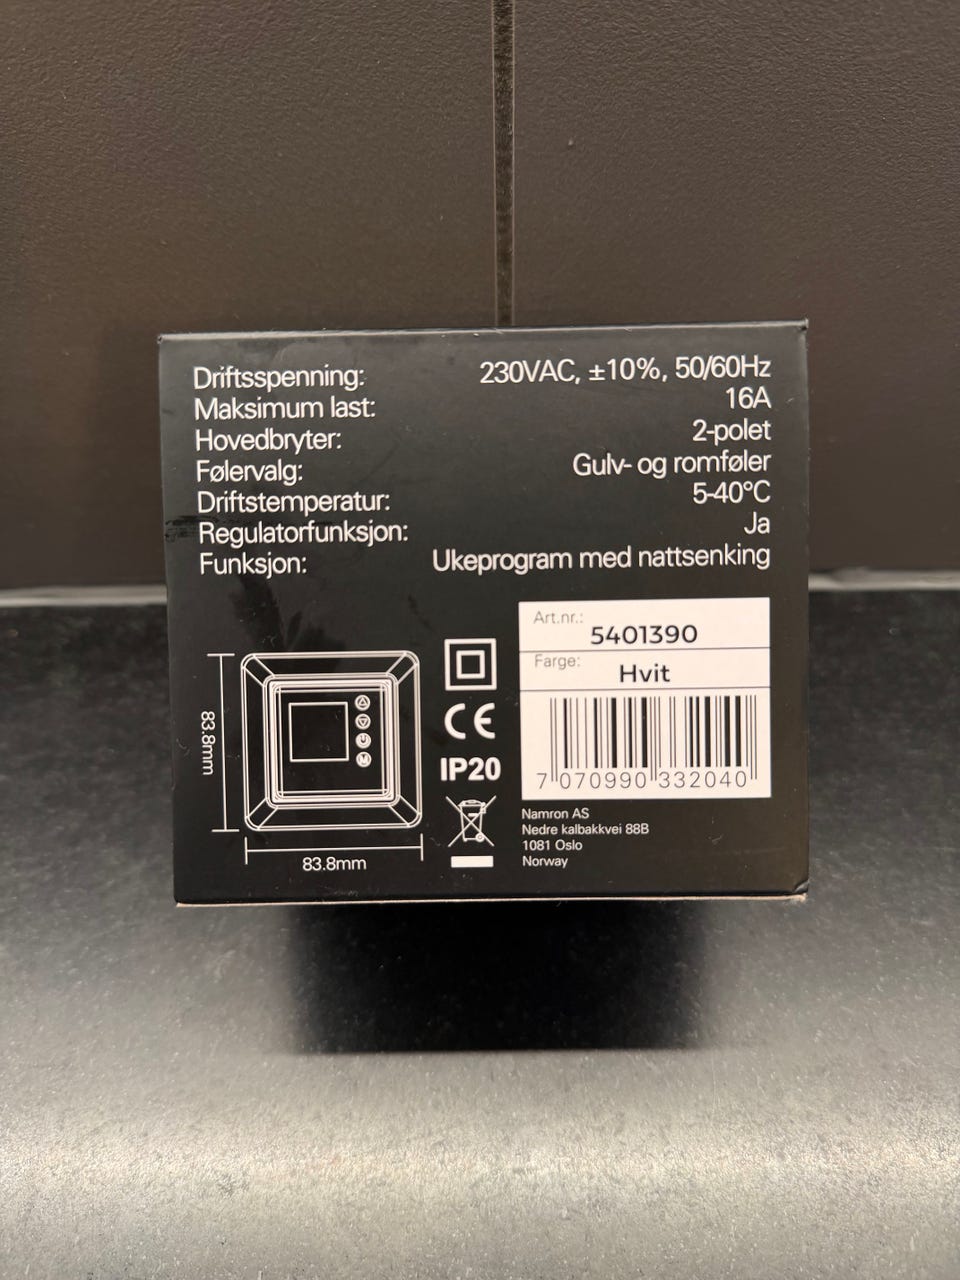 Driftsspenning: 230VAC, ±10%, 50/60Hz
Maksimum last: 16A
Hovedbryter: 2-polet
Følervalg: Gulv- og romføler
Driftstemperatur: 5-40°C
Regulatorfunksjon: Ja
Funksjon: Ukeprogram med nattsenking
Art.nr.: 5401390
Farge: Hvit
83.8mm
M
83.8mm
CE
IP20
7 070990 332040
Namron AS
Nedre kalbakkvei 88B
1081 Oslo
Norway